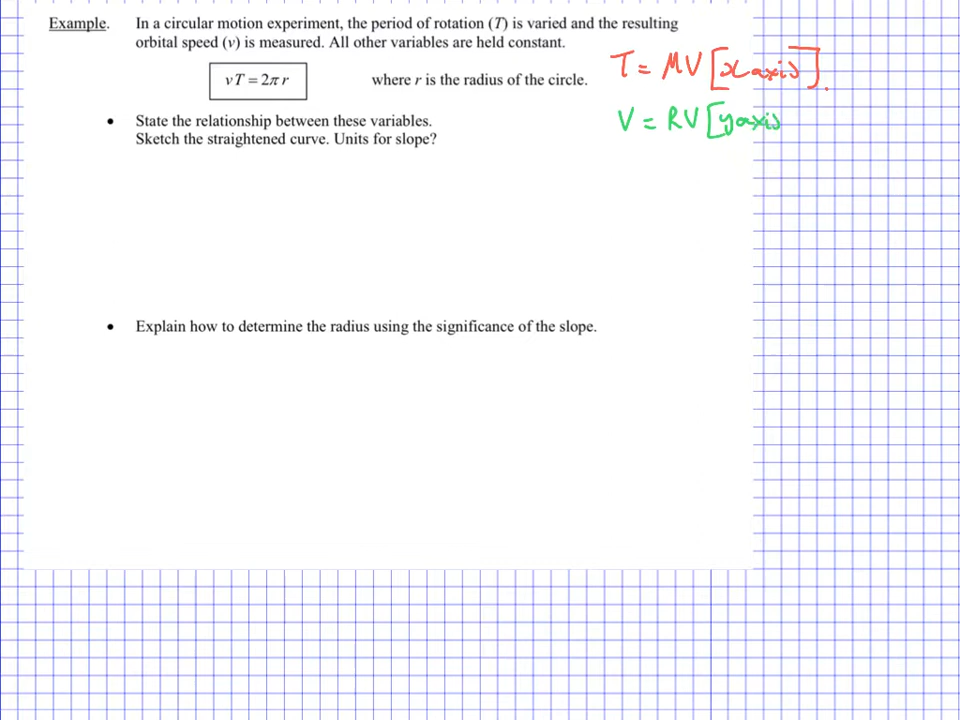 Example. In a circular motion experiment, the period of rotation (T) is varied and the resulting
orbital speed (v) is measured. All other variables are held constant.
T = MV [x axis].
vT = 2π r where r is the radius of the circle.
V = RV [y axis
• State the relationship between these variables.
Sketch the straightened curve. Units for slope?
• Explain how to determine the radius using the significance of the slope.